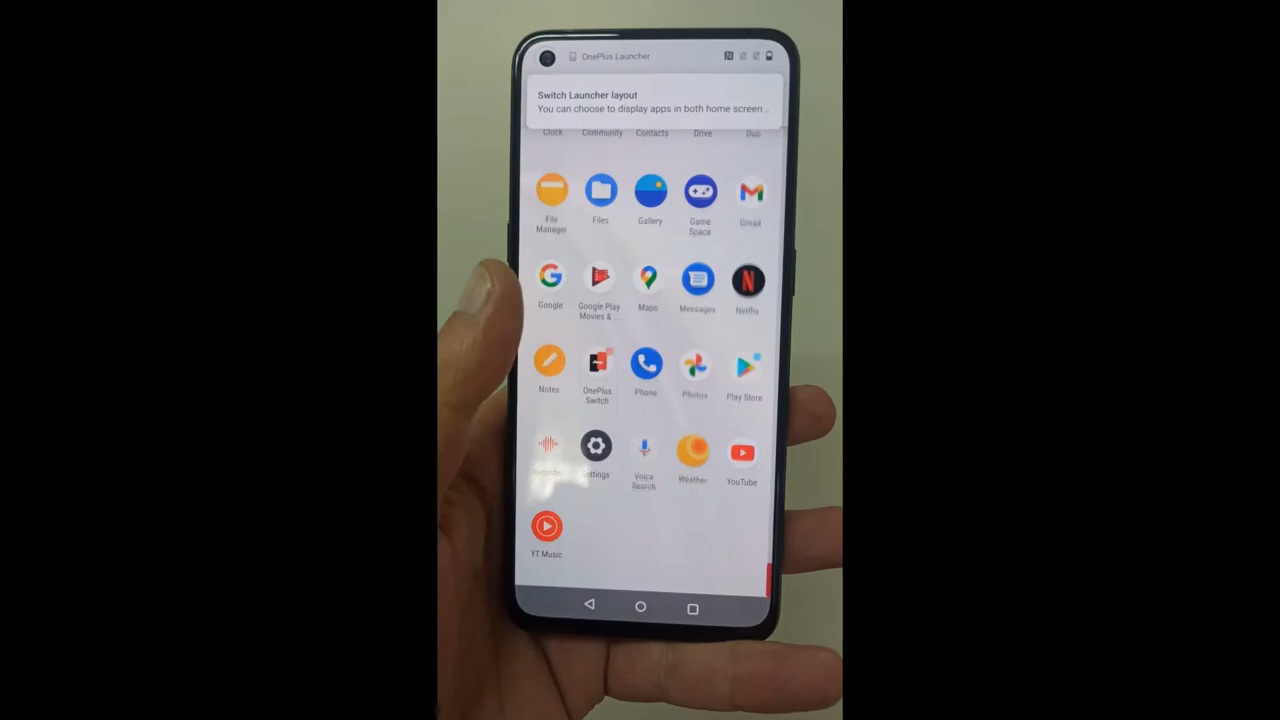 OnePlus Launcher
Switch Launcher layout
You can choose to display apps in both home screen .
Clock Community Contacts Drive Duo
File Files Gallery Game Gmail
Manager Space
Google Google Play Maps Messages Netflix
Movies & ...
Notes OnePlus Phone Photos Play Store
Switch
Recorder Settings Voice Weather YouTube
Search
YT Music